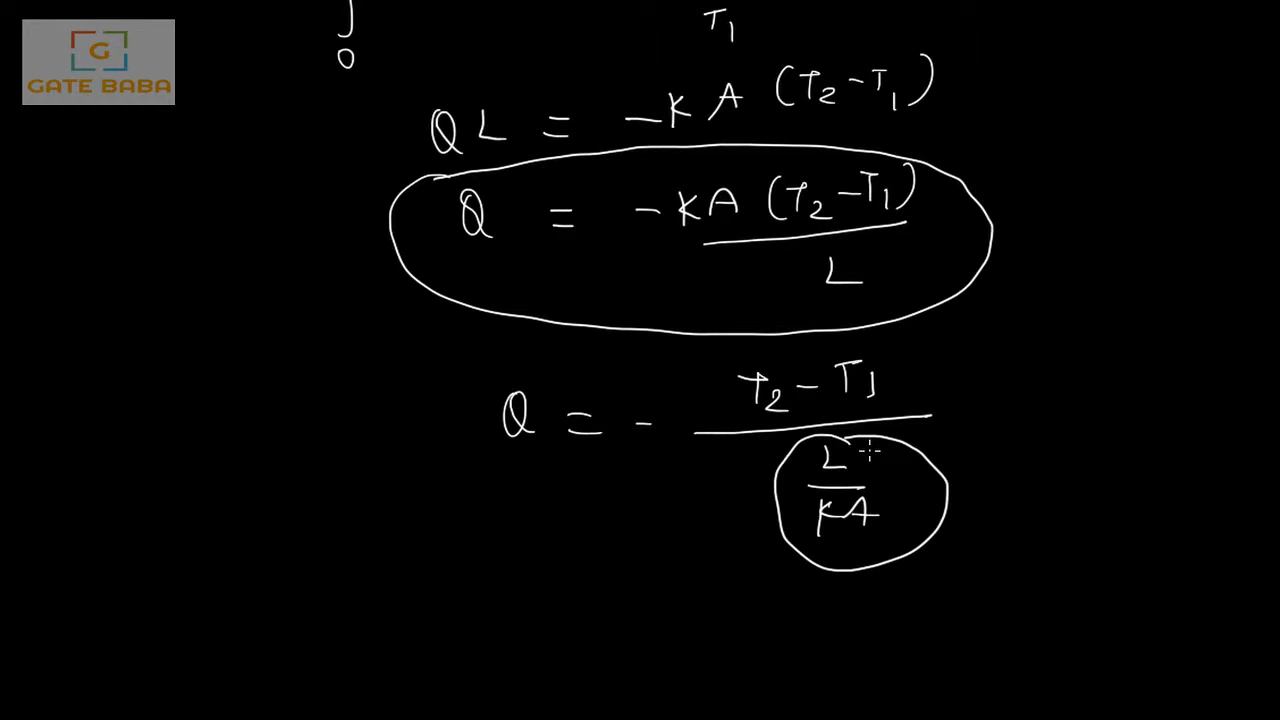 T1
0
G
GATE BABA
QL = -KA (T2-T1)
Q = -KA (T2-T1)
L
Q = - T2 - T1
L
KA